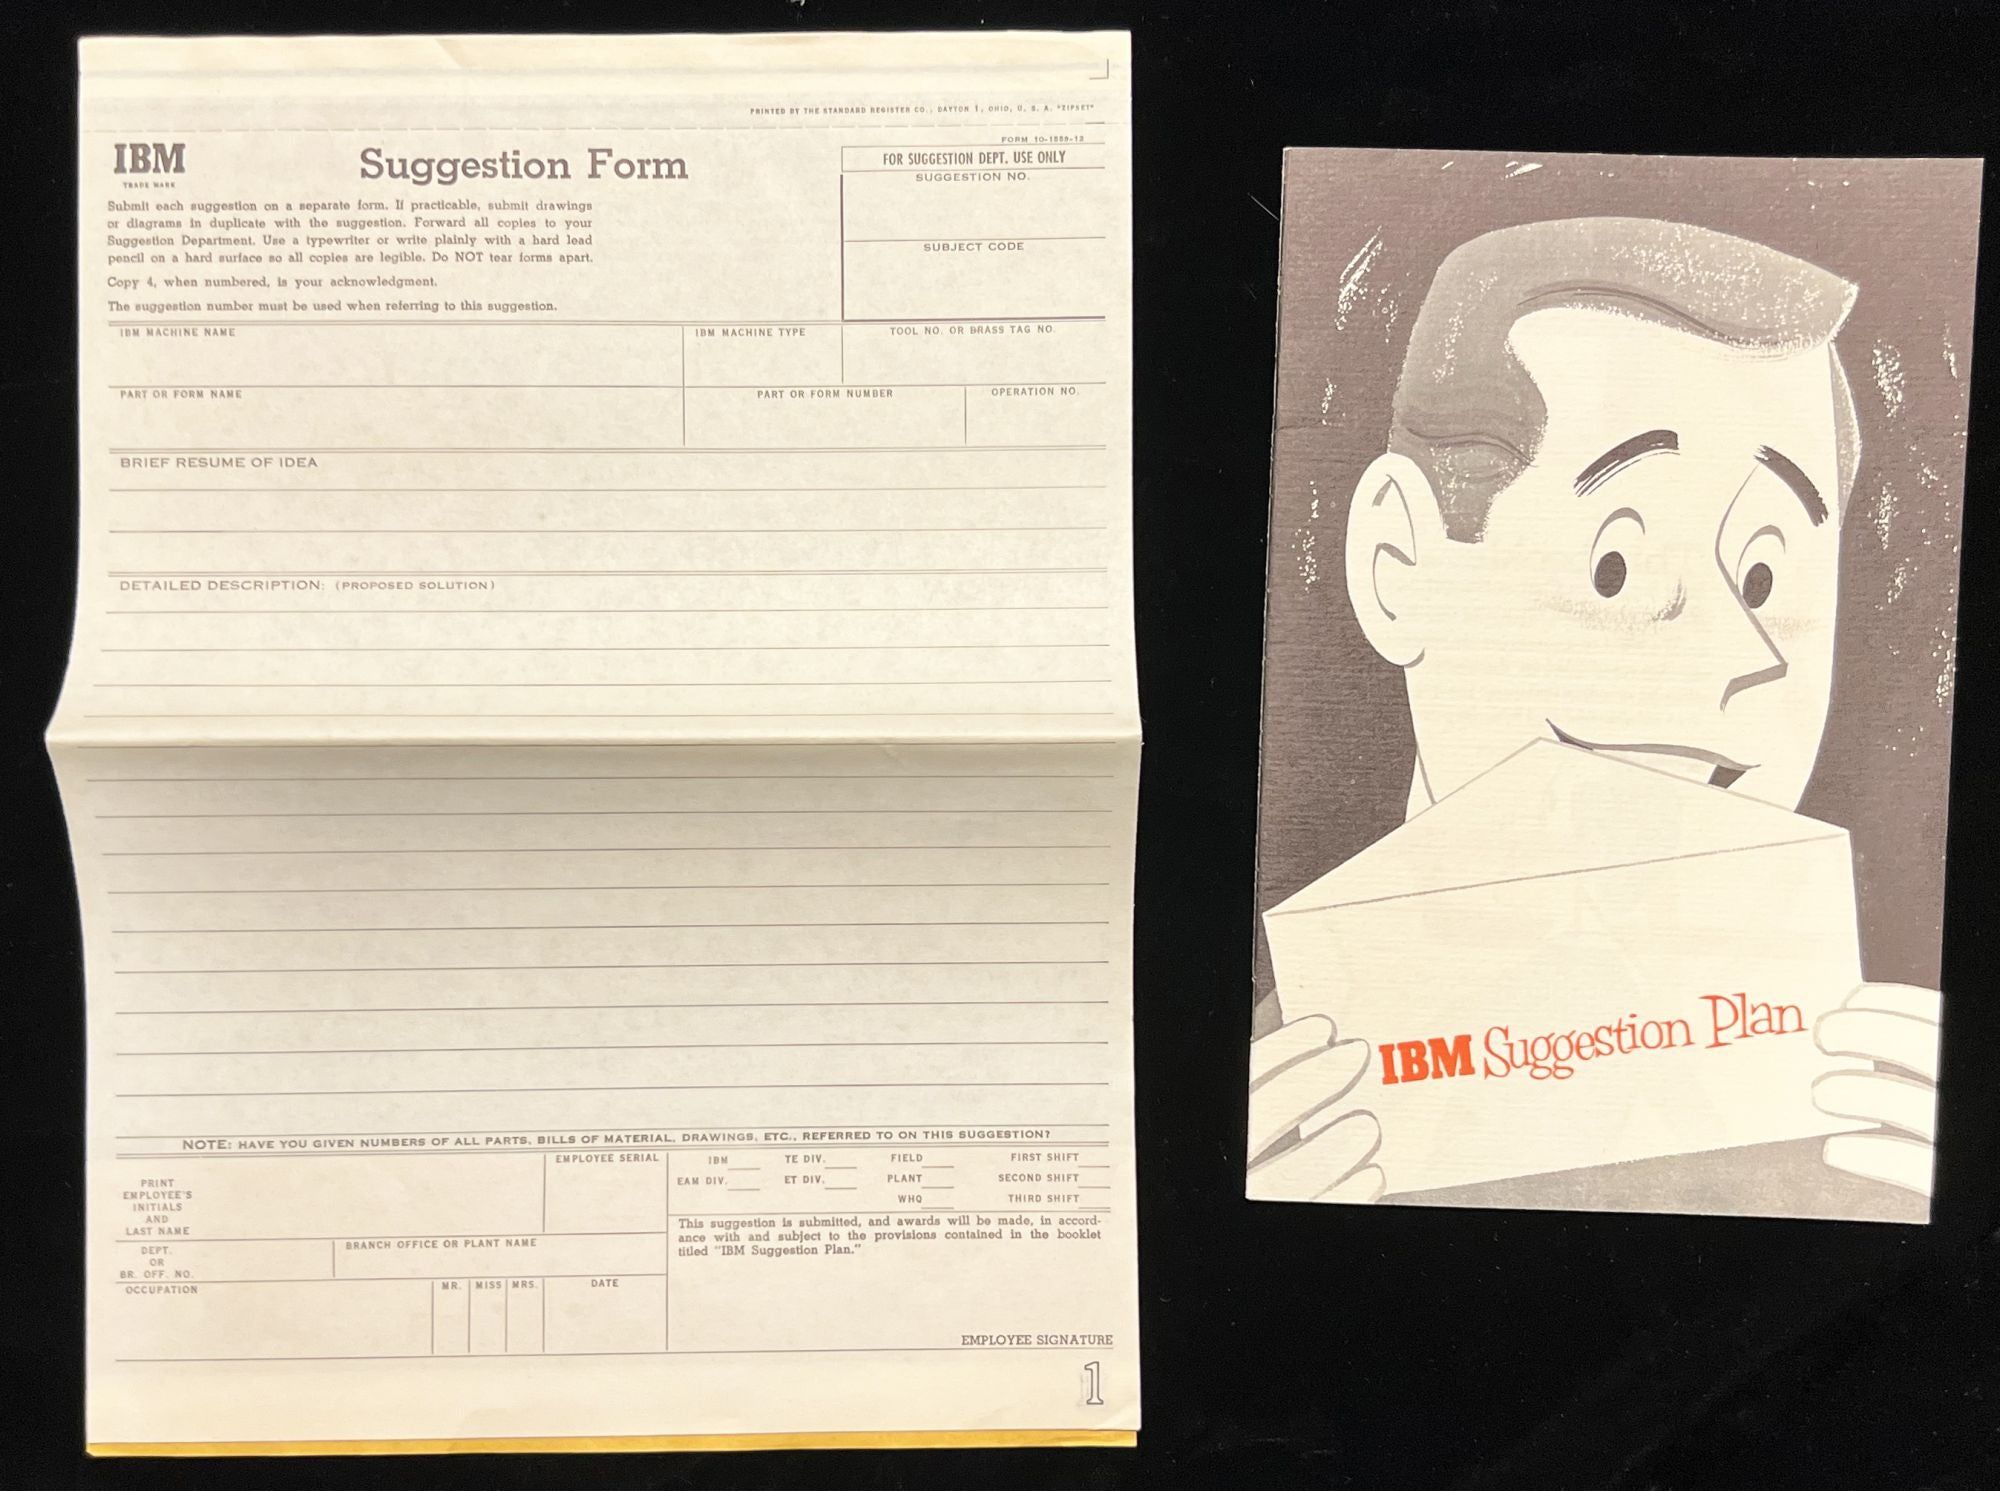 PRINTED BY THE STANDARD REGISTER CO., DAYTON 1, OHIO, U. S. A. "ZIPSET"
FORM 10-1889-12
IBM
TRADE MARK
Suggestion Form
Submit each suggestion on a separate form. If practicable, submit drawings
or diagrams in duplicate with the suggestion. Forward all copies to your
Suggestion Department. Use a typewriter or write plainly with a hard lead
pencil on a hard surface so all copies are legible. Do NOT tear forms apart.
Copy 4, when numbered, is your acknowledgment.
The suggestion number must be used when referring to this suggestion.
FOR SUGGESTION DEPT. USE ONLY
SUGGESTION NO.
SUBJECT CODE
IBM MACHINE NAME
IBM MACHINE TYPE
TOOL NO. OR BRASS TAG NO.
PART OR FORM NAME
PART OR FORM NUMBER
OPERATION NO.
BRIEF RESUME OF IDEA
DETAILED DESCRIPTION: (PROPOSED SOLUTION)
NOTE: HAVE YOU GIVEN NUMBERS OF ALL PARTS, BILLS OF MATERIAL, DRAWINGS, ETC., REFERRED TO ON THIS SUGGESTION?
PRINT
EMPLOYEE'S
INITIALS
AND
LAST NAME
EMPLOYEE SERIAL
IBM TE DIV. FIELD FIRST SHIFT
EAM DIV. ET DIV. PLANT SECOND SHIFT
WHQ THIRD SHIFT
DEPT.
OR
BR. OFF. NO.
BRANCH OFFICE OR PLANT NAME
OCCUPATION
MR. MISS MRS.
DATE
This suggestion is submitted, and awards will be made, in accord-
ance with and subject to the provisions contained in the booklet
titled "IBM Suggestion Plan."
EMPLOYEE SIGNATURE
1
IBM Suggestion Plan